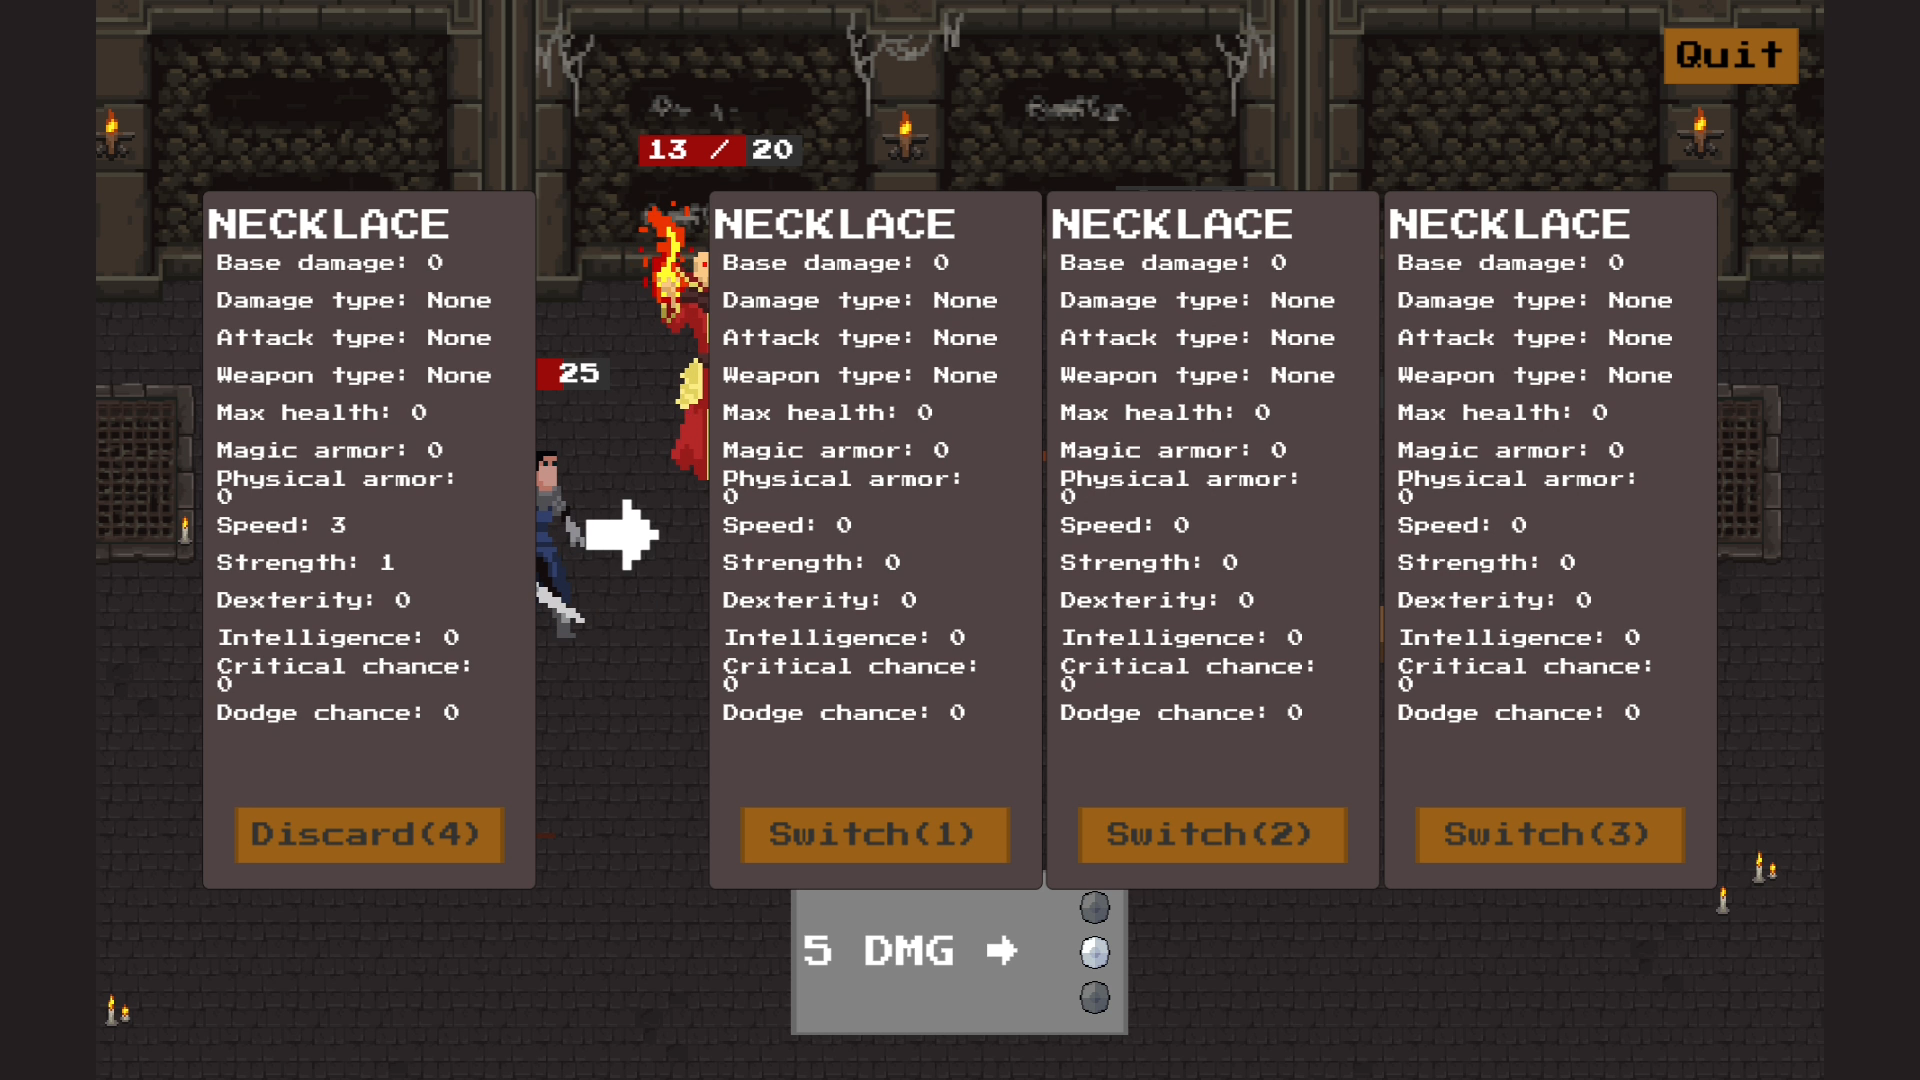 Quit
13 / 20
25
NECKLACE
Base damage: 0
Damage type: None
Attack type: None
Weapon type: None
Max health: 0
Magic armor: 0
Physical armor:
0
Speed: 3
Strength: 1
Dexterity: 0
Intelligence: 0
Critical chance:
0
Dodge chance: 0
Discard(4)
NECKLACE
Base damage: 0
Damage type: None
Attack type: None
Weapon type: None
Max health: 0
Magic armor: 0
Physical armor:
0
Speed: 0
Strength: 0
Dexterity: 0
Intelligence: 0
Critical chance:
0
Dodge chance: 0
Switch(1)
NECKLACE
Base damage: 0
Damage type: None
Attack type: None
Weapon type: None
Max health: 0
Magic armor: 0
Physical armor:
0
Speed: 0
Strength: 0
Dexterity: 0
Intelligence: 0
Critical chance:
0
Dodge chance: 0
Switch(2)
NECKLACE
Base damage: 0
Damage type: None
Attack type: None
Weapon type: None
Max health: 0
Magic armor: 0
Physical armor:
0
Speed: 0
Strength: 0
Dexterity: 0
Intelligence: 0
Critical chance:
0
Dodge chance: 0
Switch(3)
5 DMG